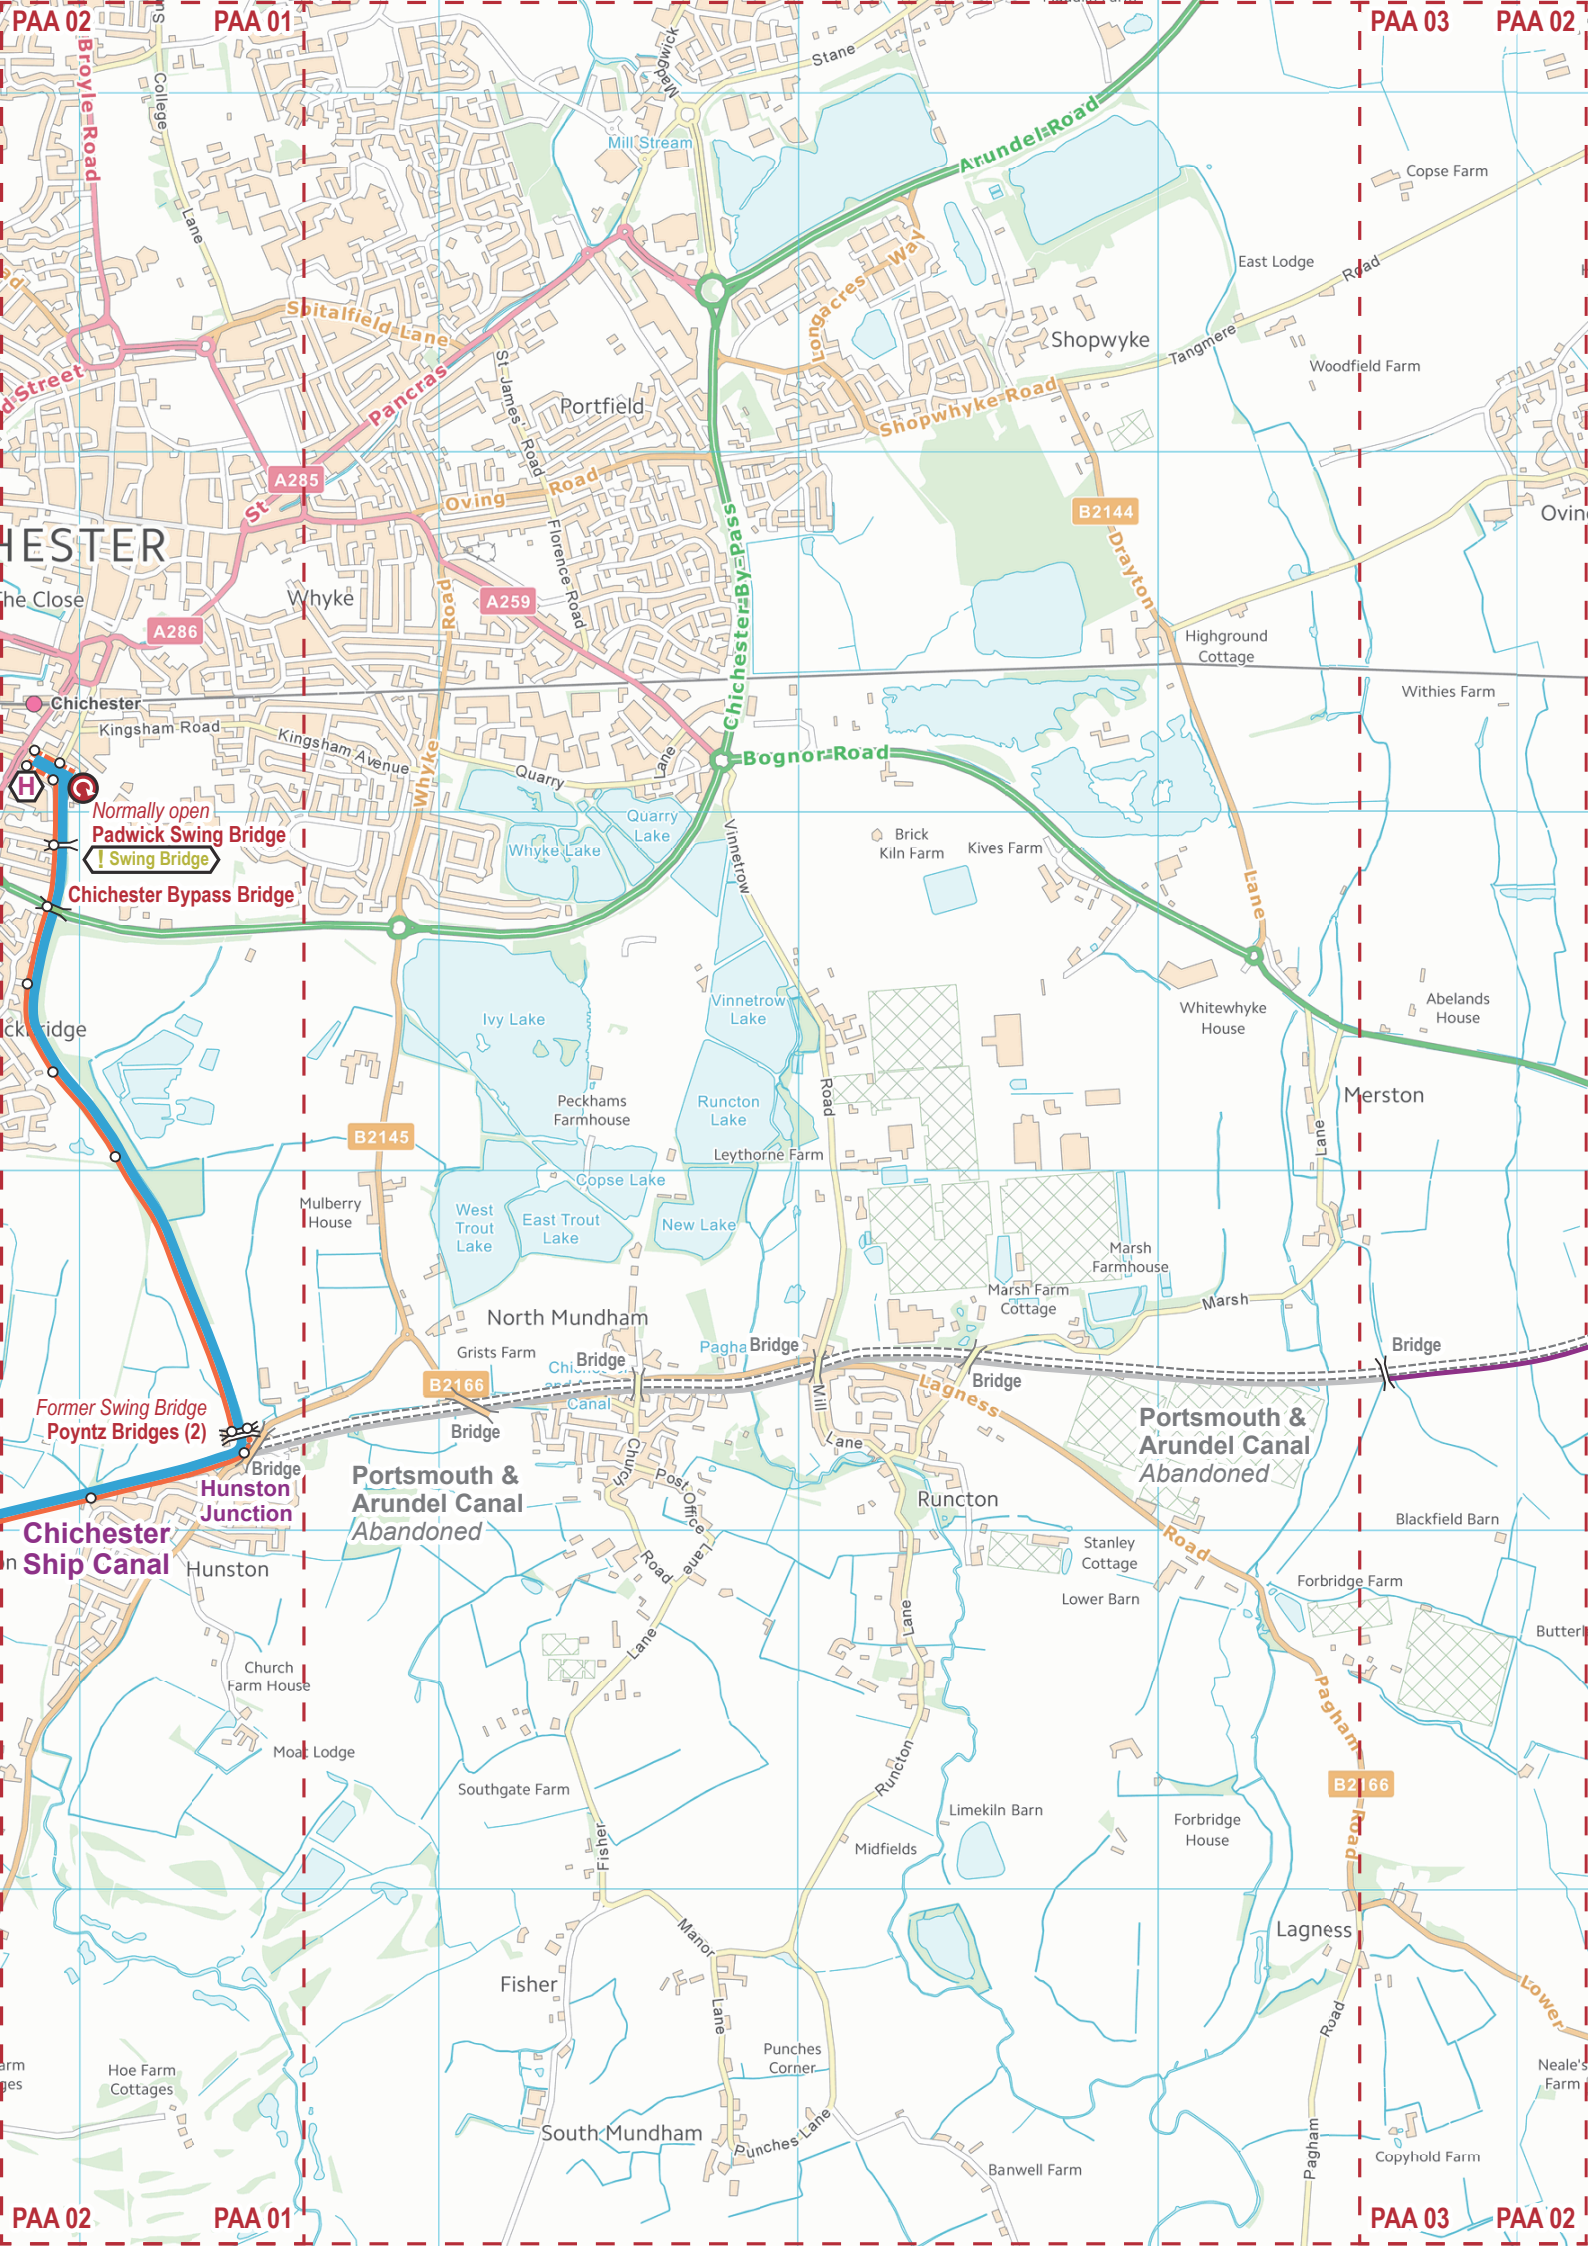 PAA 02
PAA 01
PAA 03
PAA 02
Broyle Road
College
Lane
Madgwick
Stane
Mill Stream
Arundel Road
Copse Farm
East Lodge
Road
Tangmere
Woodfield Farm
Shopwyke
Longacres Way
Shopwhyke Road
Spitalfield Lane
St Pancras
d Street
St James' Road
Portfield
A285
Oving Road
B2144
Drayton
Lane
Oving
HESTER
The Close
Whyke
A286
A259
Florence Road
Chichester By-Pass
Whyke Road
Highground
Cottage
Withies Farm
Chichester
Kingsham Road
Kingsham Avenue
Quarry
Lane
Bognor Road
H
Normally open
Padwick Swing Bridge
! Swing Bridge
Chichester Bypass Bridge
Quarry
Lake
Whyke Lake
Vinnetrow
Road
Brick
Kiln Farm
Kives Farm
Whitewhyke
House
Abelands
House
Merston
Lane
Ivy Lake
Vinnetrow
Lake
Peckhams
Farmhouse
Runcton
Lake
Leythorne Farm
B2145
Mulberry
House
Copse Lake
West
Trout
Lake
East Trout
Lake
New Lake
Marsh
Farmhouse
Marsh Farm
Cottage
Marsh
North Mundham
Grists Farm
Bridge
Bridge
Bridge
Bridge
B2166
Bridge
Canal
Former Swing Bridge
Poyntz Bridges (2)
Bridge
Hunston
Junction
Chichester
Ship Canal
Hunston
Portsmouth &
Arundel Canal
Abandoned
Church
Road
Post Office
Lane
Mill
Lane
Lagness
Road
Portsmouth &
Arundel Canal
Abandoned
Runcton
Stanley
Cottage
Lower Barn
Blackfield Barn
Forbridge Farm
Church
Farm House
Moat Lodge
Lane
Lane
Pagham
B2166
Road
Southgate Farm
Fisher
Runcton
Limekiln Barn
Midfields
Forbridge
House
Manor
Lane
Fisher
Lagness
Lower
Road
Pagham
Hoe Farm
Cottages
Punches
Corner
Neale's
Farm
South Mundham
Punches Lane
Banwell Farm
Copyhold Farm
PAA 02
PAA 01
PAA 03
PAA 02